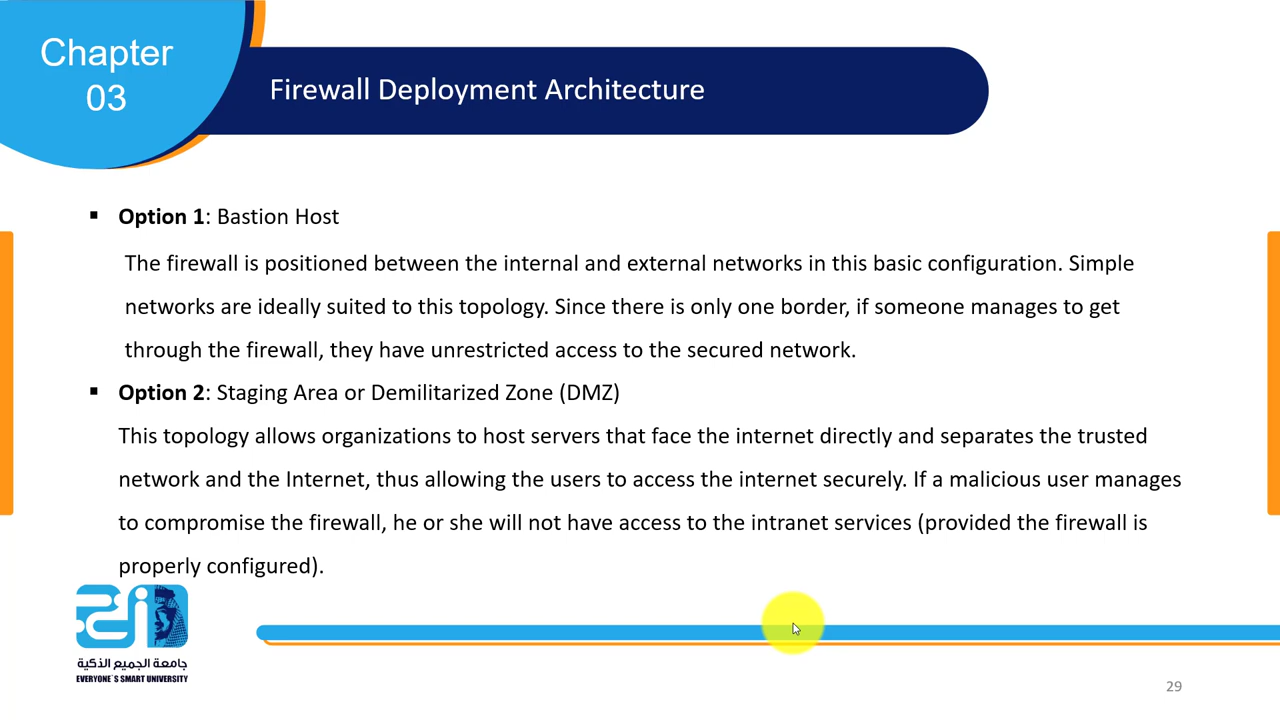 Chapter
03
Firewall Deployment Architecture
▪ Option 1: Bastion Host
The firewall is positioned between the internal and external networks in this basic configuration. Simple
networks are ideally suited to this topology. Since there is only one border, if someone manages to get
through the firewall, they have unrestricted access to the secured network.
▪ Option 2: Staging Area or Demilitarized Zone (DMZ)
This topology allows organizations to host servers that face the internet directly and separates the trusted
network and the Internet, thus allowing the users to access the internet securely. If a malicious user manages
to compromise the firewall, he or she will not have access to the intranet services (provided the firewall is
properly configured).
جامعة الجميع الذكية
EVERYONE`S SMART UNIVERSITY
29